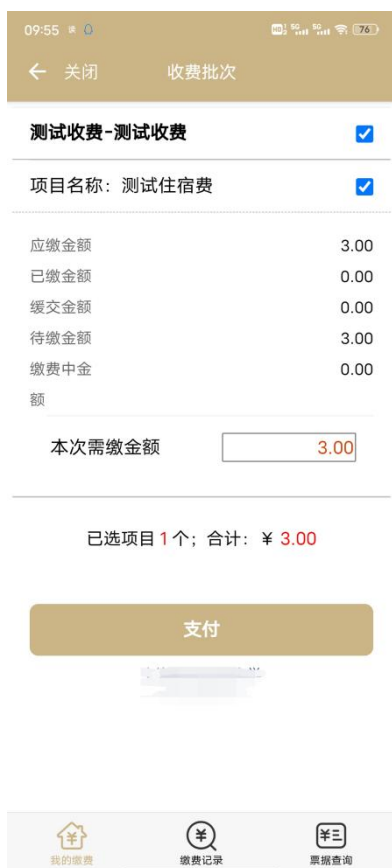 09:55
76
关闭
收费批次
测试收费-测试收费
项目名称：测试住宿费
应缴金额 3.00
已缴金额 0.00
缓交金额 0.00
待缴金额 3.00
缴费中金 0.00
额
本次需缴金额 3.00
已选项目1个；合计：¥ 3.00
支付
我的缴费
缴费记录
票据查询